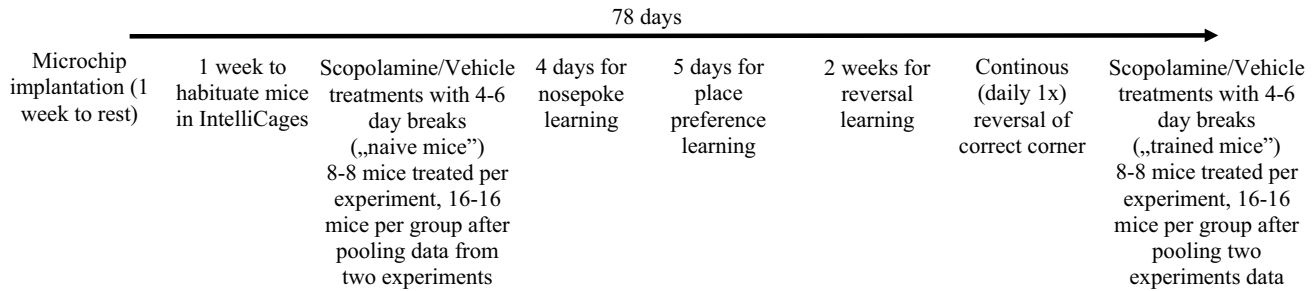 78 days
Microchip
implantation (1
week to rest)
1 week to
habituate mice
in IntelliCages
Scopolamine/Vehicle
treatments with 4-6
day breaks
(„naive mice”)
8-8 mice treated per
experiment, 16-16
mice per group after
pooling data from
two experiments
4 days for
nosepoke
learning
5 days for
place
preference
learning
2 weeks for
reversal
learning
Continous
(daily 1x)
reversal of
correct corner
Scopolamine/Vehicle
treatments with 4-6
day breaks
(„trained mice”)
8-8 mice treated per
experiment, 16-16
mice per group after
pooling two
experiments data